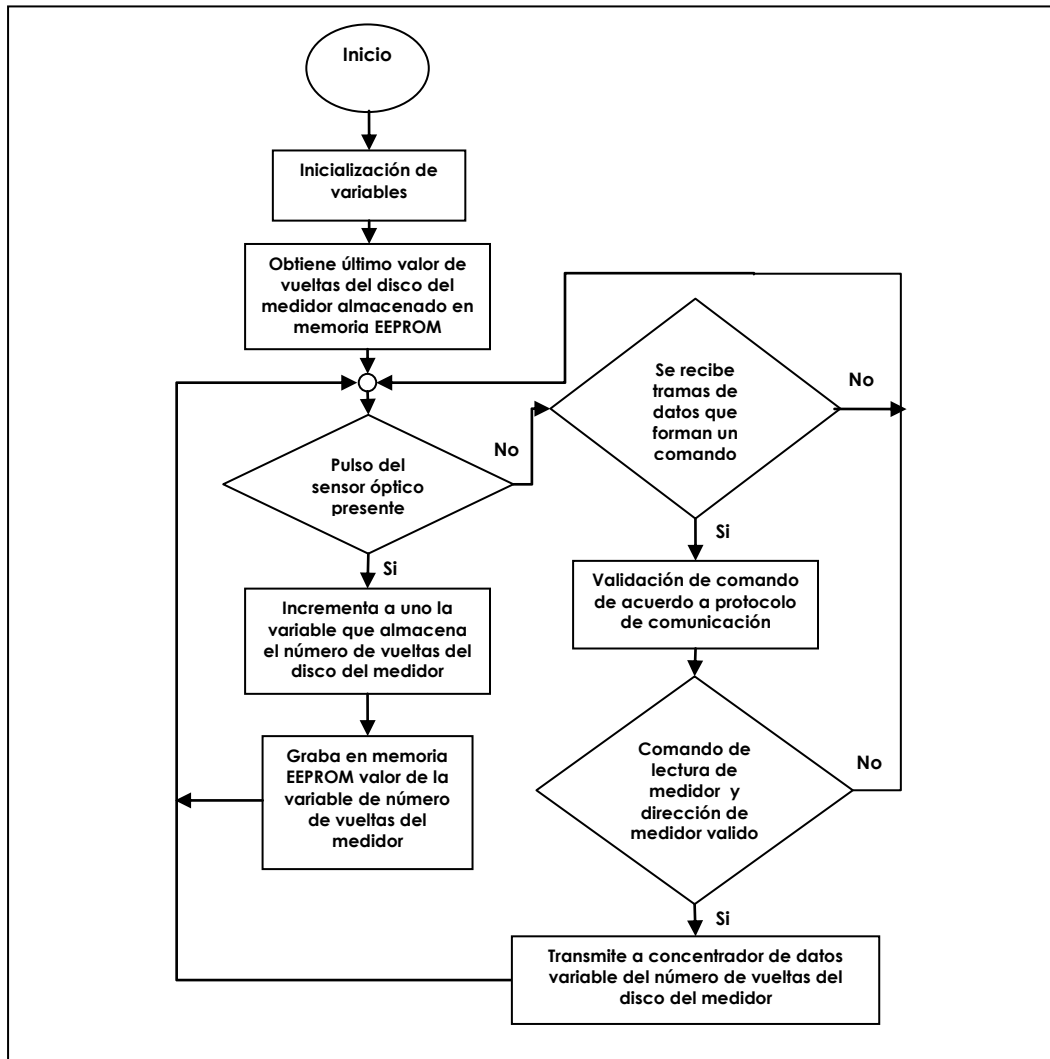 Inicio
Inicialización de
variables
Obtiene último valor de
vueltas del disco del
medidor almacenado en
memoria EEPROM
Se recibe
tramas de
datos que
forman un
comando
No
No
Pulso del
sensor óptico
presente
Si
Si
Validación de comando
de acuerdo a protocolo
de comunicación
Incrementa a uno la
variable que almacena
el número de vueltas del
disco del medidor
Graba en memoria
EEPROM valor de la
variable de número
de vueltas del
medidor
Comando de
lectura de
medidor y
dirección de
medidor valido
No
Si
Transmite a concentrador de datos
variable del número de vueltas del
disco del medidor